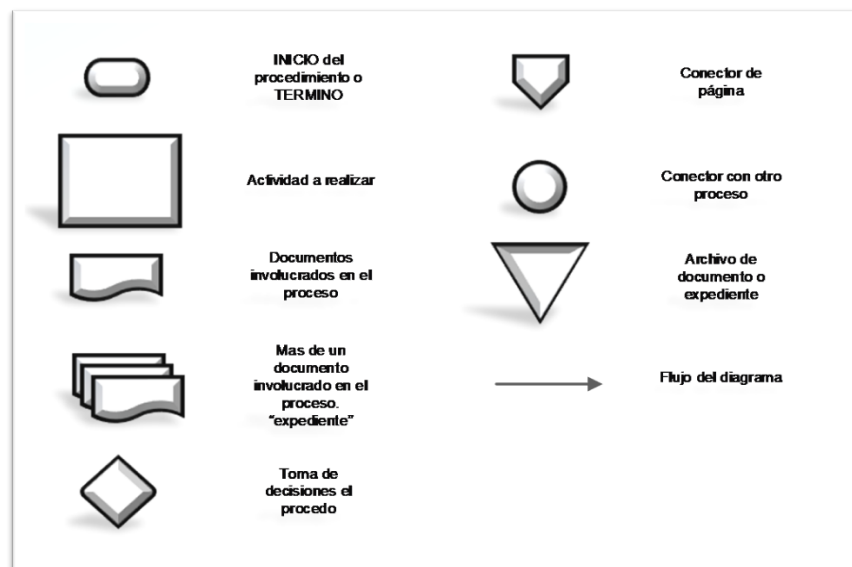 INICIO del
procedimiento o
TERMINO
Actividad a realizar
Documentos
involucrados en el
proceso
Mas de un
documento
involucrado en el
proceso.
“expediente”
Toma de
decisiones el
procedo
Conector de
página
Conector con otro
proceso
Archivo de
documento o
expediente
Flujo del diagrama